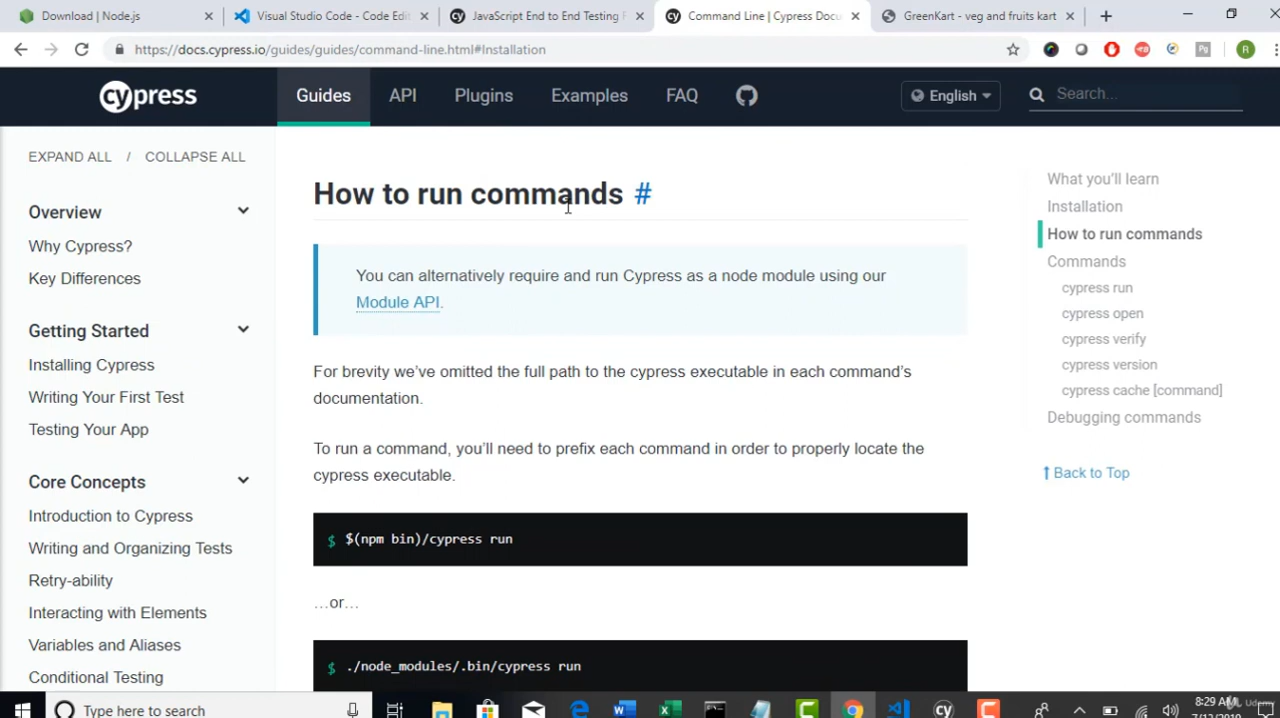 Download | Node.js
Visual Studio Code - Code Edit
JavaScript End to End Testing F
Command Line | Cypress Docu
GreenKart - veg and fruits kart
https://docs.cypress.io/guides/guides/command-line.html#Installation
R
cypress
Guides
API
Plugins
Examples
FAQ
English
Search...
EXPAND ALL / COLLAPSE ALL
Overview
Why Cypress?
Key Differences
Getting Started
Installing Cypress
Writing Your First Test
Testing Your App
Core Concepts
Introduction to Cypress
Writing and Organizing Tests
Retry-ability
Interacting with Elements
Variables and Aliases
Conditional Testing
How to run commands #
You can alternatively require and run Cypress as a node module using our
Module API.
For brevity we've omitted the full path to the cypress executable in each command's
documentation.
To run a command, you'll need to prefix each command in order to properly locate the
cypress executable.
$ $(npm bin)/cypress run
...or...
$ ./node_modules/.bin/cypress run
What you'll learn
Installation
How to run commands
Commands
cypress run
cypress open
cypress verify
cypress version
cypress cache [command]
Debugging commands
Back to Top
Type here to search
8:29 AM
Udemy